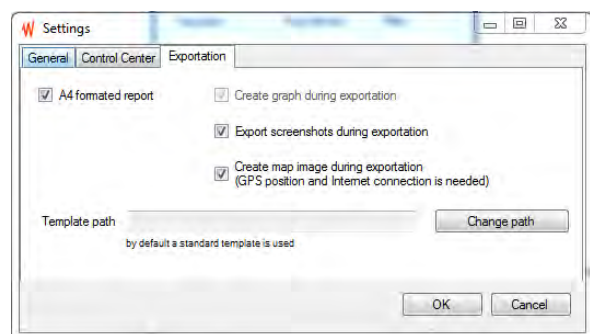 Settings
General Control Center Exportation
A4 formated report
Create graph during exportation
Export screenshots during exportation
Create map image during exportation
(GPS position and Internet connection is needed)
Template path
Change path
by default a standard template is used
OK Cancel